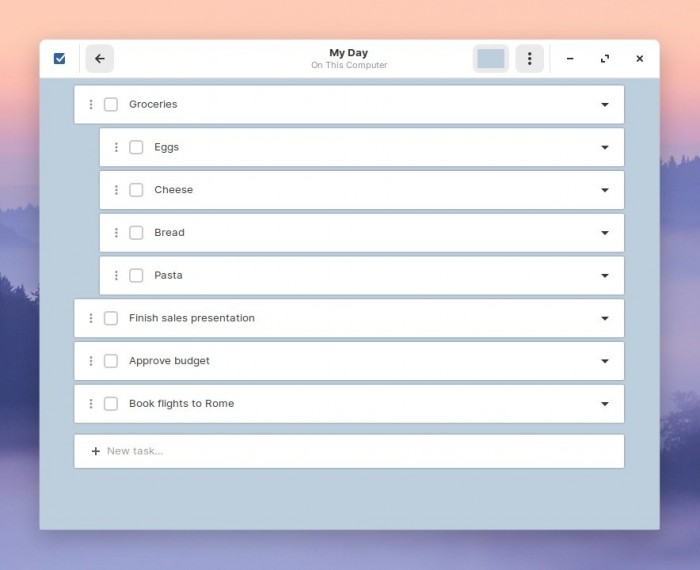 My Day
On This Computer
Groceries
Eggs
Cheese
Bread
Pasta
Finish sales presentation
Approve budget
Book flights to Rome
New task...